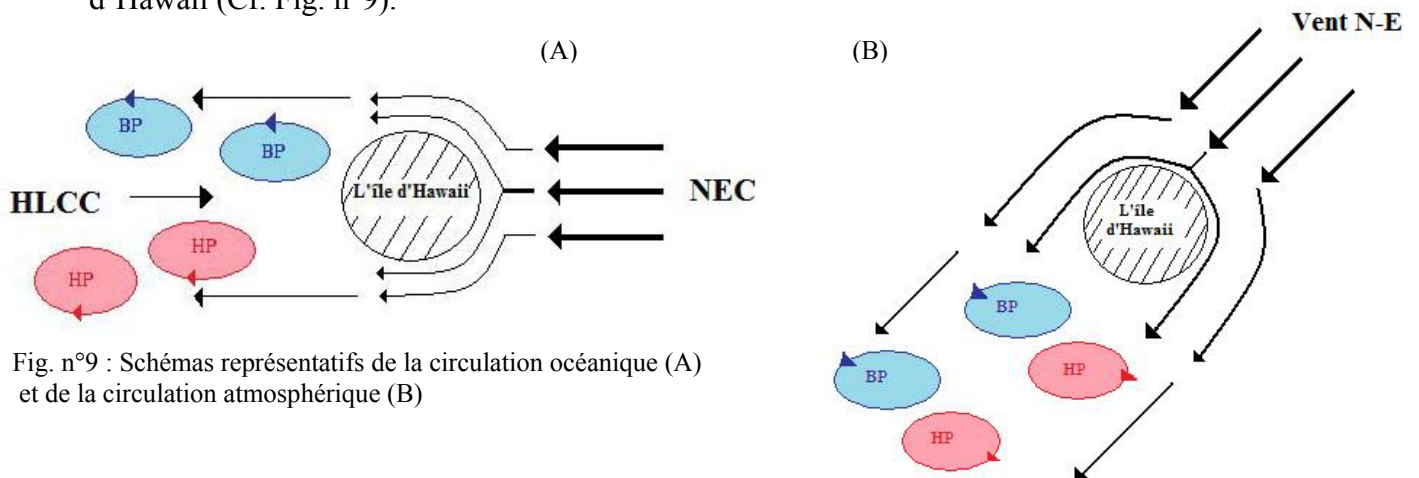 d'Hawaii (Cf. Fig. n°9).
(A)
(B)
Vent N-E
BP
BP
L'île d'Hawaii
HLCC
NEC
HP
HP
L'île
d'Hawaii
BP
BP
HP
HP
Fig. n°9 : Schémas représentatifs de la circulation océanique (A)
et de la circulation atmosphérique (B)